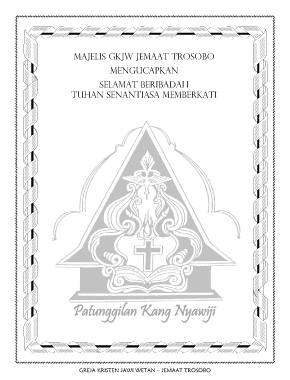 MAJELIS GKJW JEMAAT TROSOBO
MENGUCAPKAN
SELAMAT BERIBADAH
TUHAN SENANTIASA MEMBERKATI
Patunggilan Kang Nyawiji
GREJA KRISTEN JAWI WETAN – JEMAAT TROSOBO